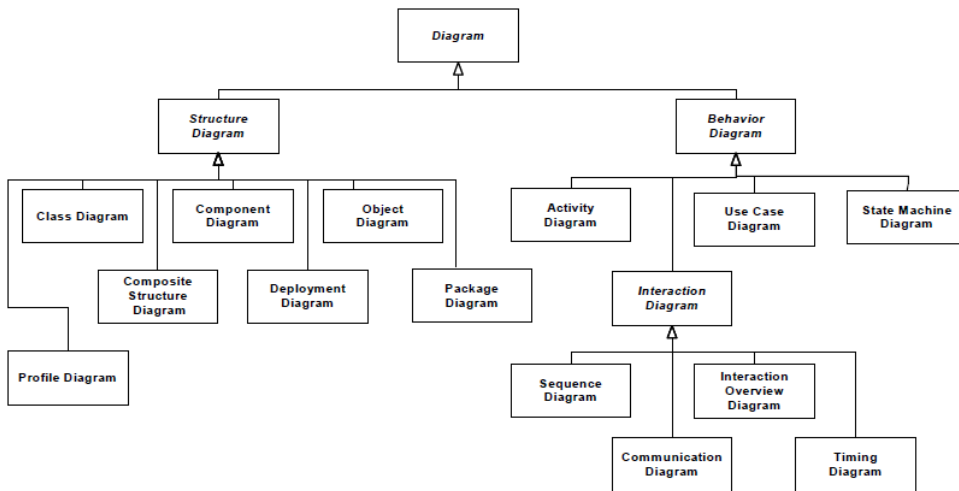 Diagram
Structure
Diagram
Behavior
Diagram
Class Diagram
Component
Diagram
Object
Diagram
Activity
Diagram
Use Case
Diagram
State Machine
Diagram
Composite
Structure
Diagram
Deployment
Diagram
Package
Diagram
Interaction
Diagram
Profile Diagram
Sequence
Diagram
Interaction
Overview
Diagram
Communication
Diagram
Timing
Diagram